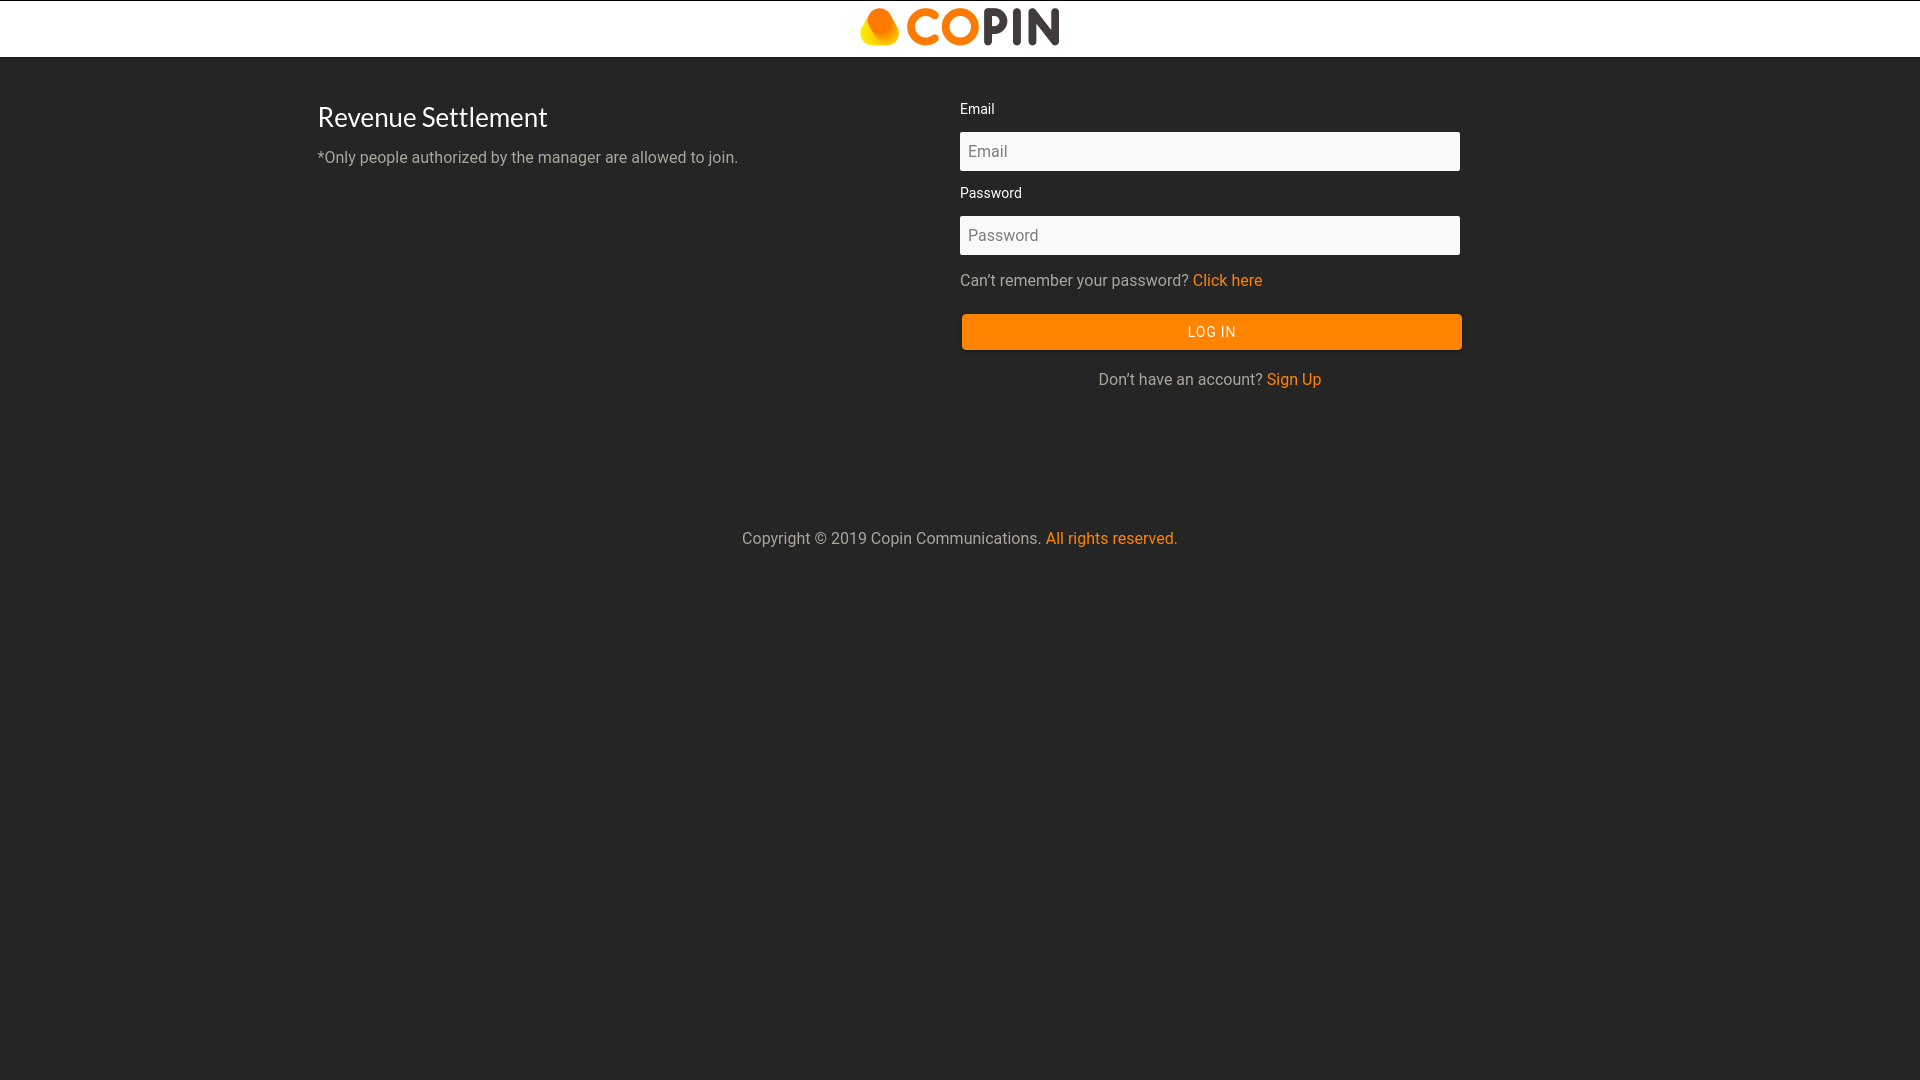 COPIN
Revenue Settlement
*Only people authorized by the manager are allowed to join.
Email
Email
Password
Password
Can’t remember your password? Click here
LOG IN
Don’t have an account? Sign Up
Copyright © 2019 Copin Communications. All rights reserved.